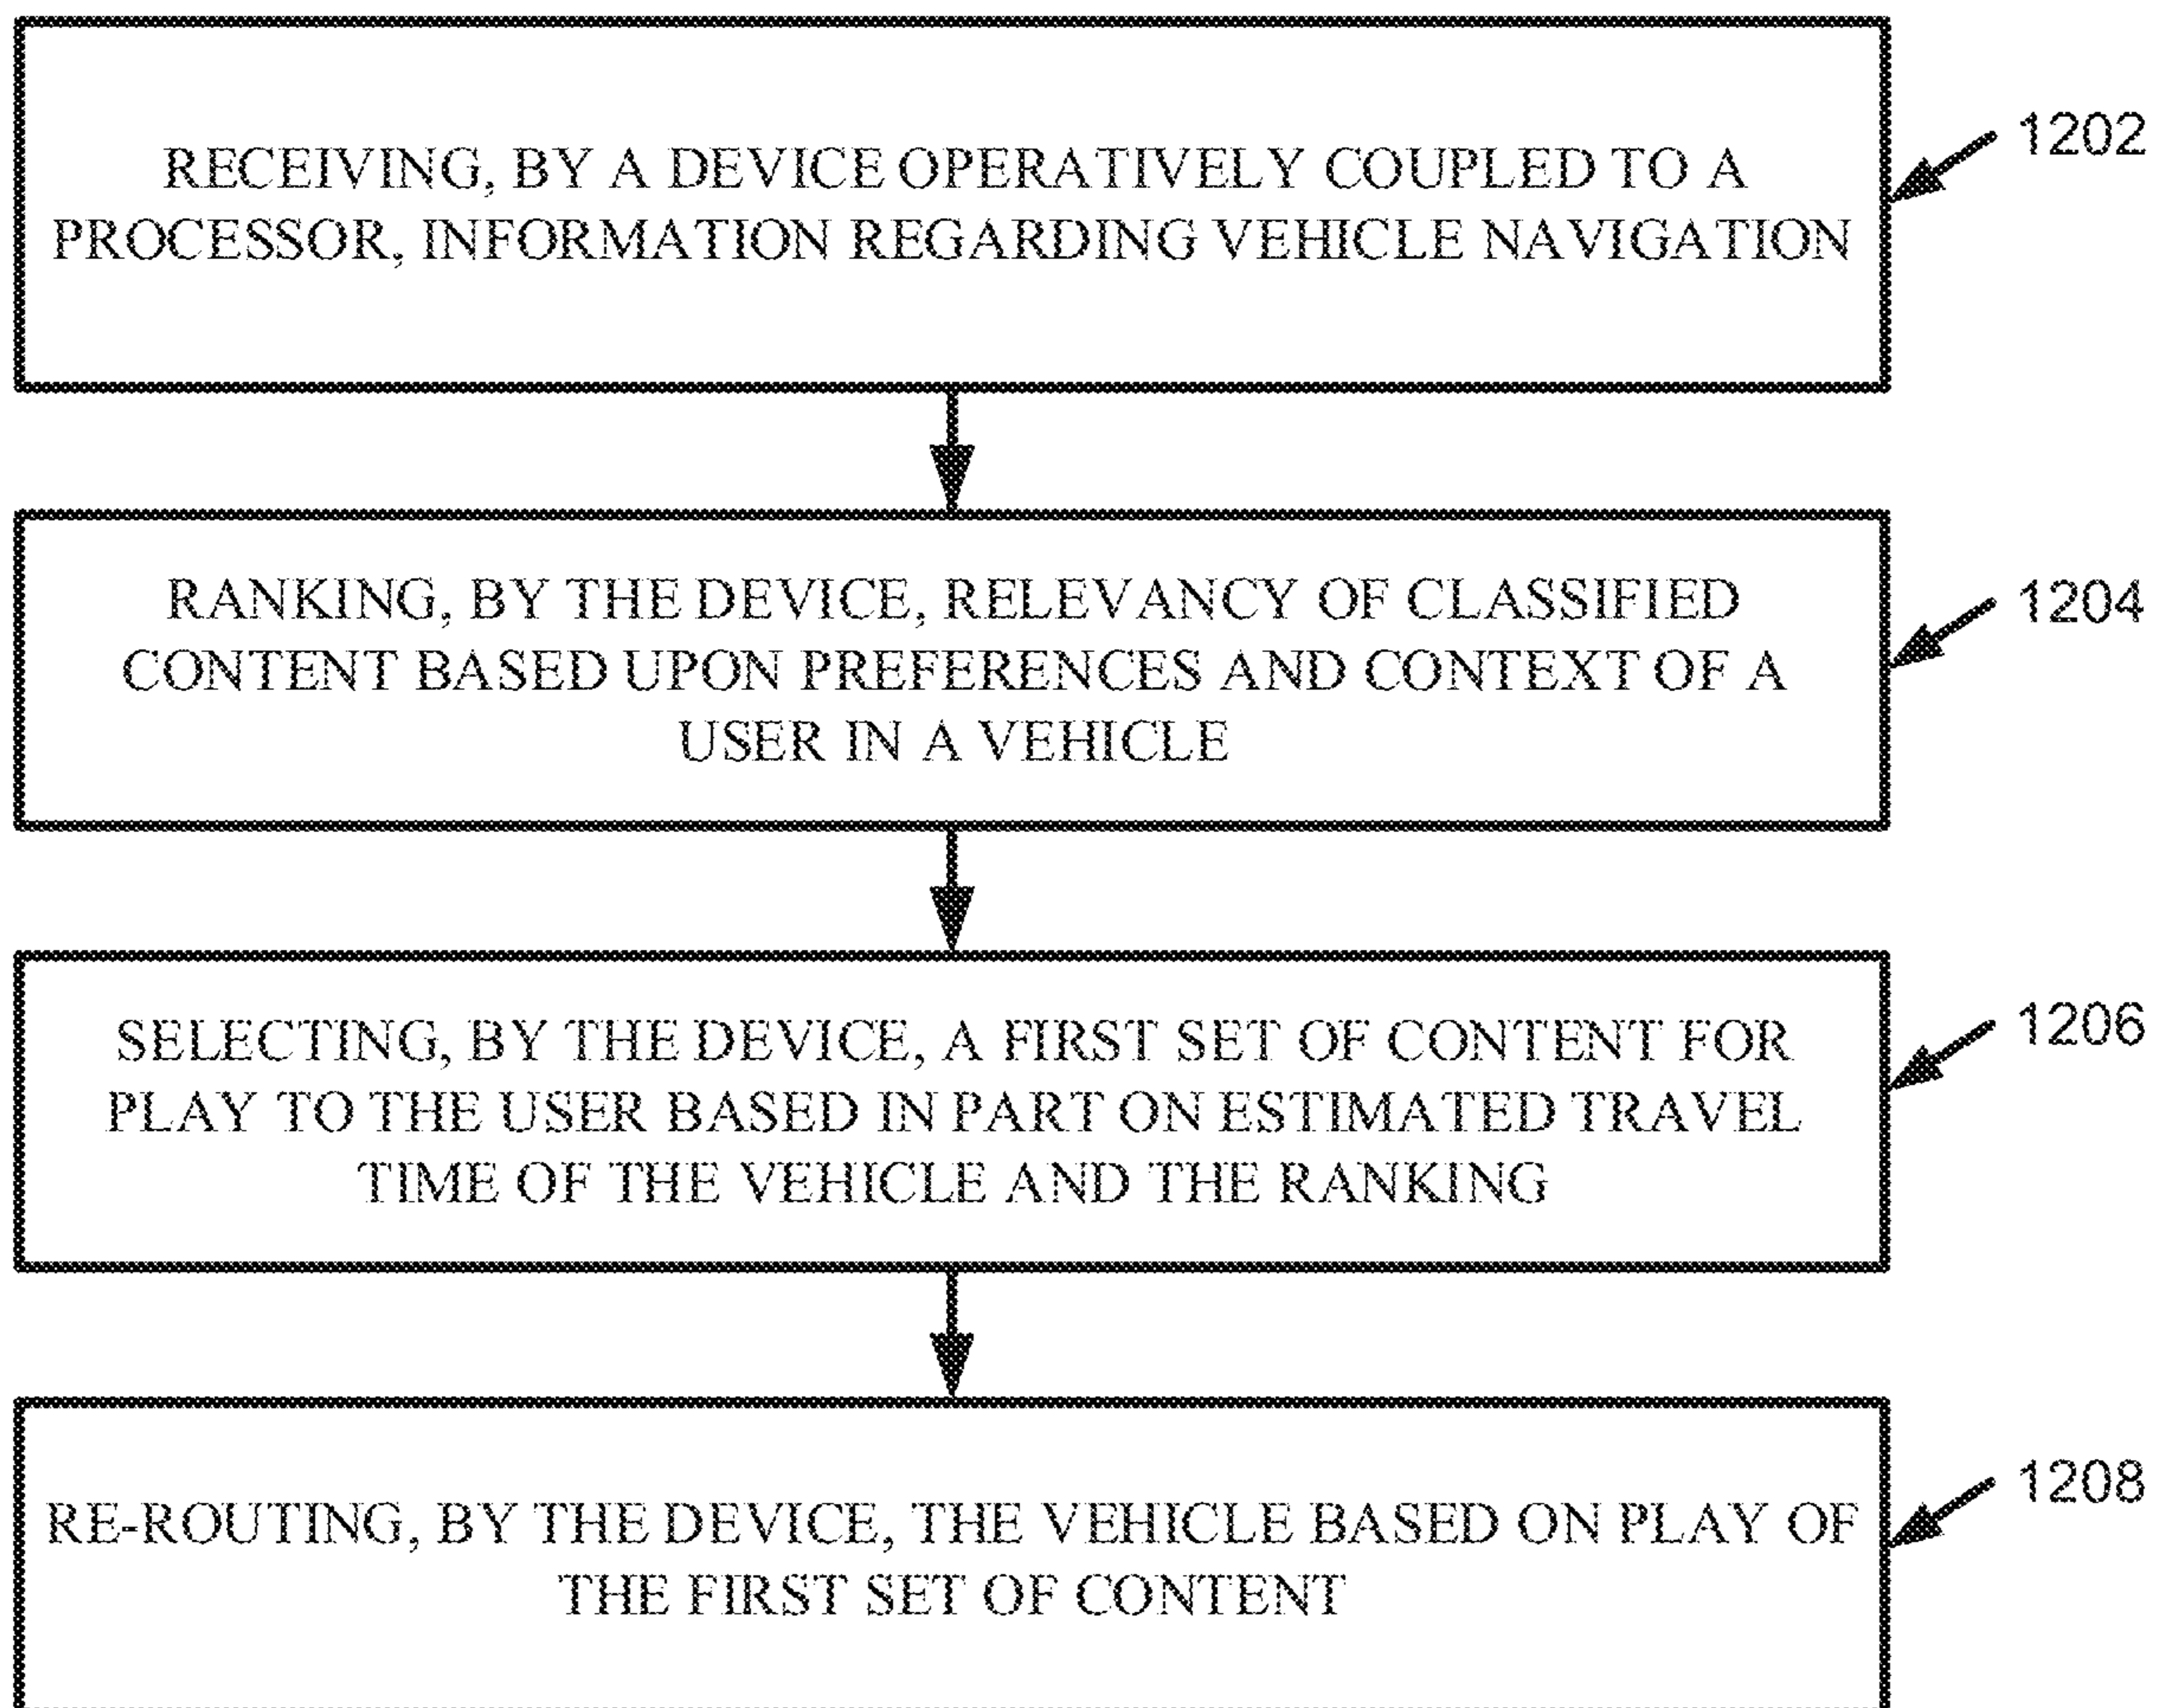 RECEIVING, BY A DEVICE OPERATIVELY COUPLED TO A
PROCESSOR, INFORMATION REGARDING VEHICLE NAVIGATION
1202
RANKING, BY THE DEVICE, RELEVANCY OF CLASSIFIED
CONTENT BASED UPON PREFERENCES AND CONTEXT OF A
USER IN A VEHICLE
1204
SELECTING, BY THE DEVICE, A FIRST SET OF CONTENT FOR
PLAY TO THE USER BASED IN PART ON ESTIMATED TRAVEL
TIME OF THE VEHICLE AND THE RANKING
1206
RE-ROUTING, BY THE DEVICE, THE VEHICLE BASED ON PLAY OF
THE FIRST SET OF CONTENT
1208